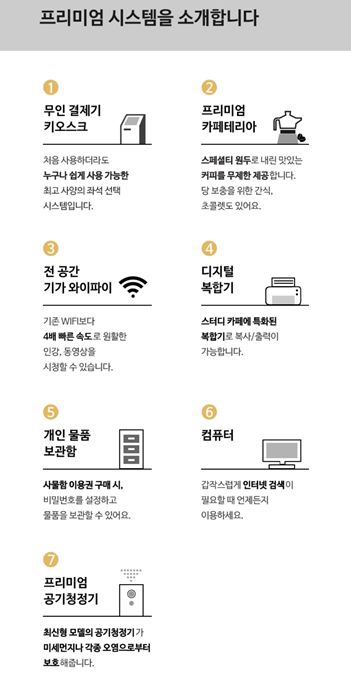 프리미엄 시스템을 소개합니다
1
무인 결제기
키오스크
처음 사용하더라도
누구나 쉽게 사용 가능한
최고 사양의 좌석 선택
시스템입니다.
2
프리미엄
카페테리아
스페셜티 원두로 내린 맛있는
커피를 무제한 제공합니다.
당 보충을 위한 간식,
초콜렛도 있어요.
3
전 공간
기가 와이파이
기존 WIFI보다
4배 빠른 속도로 원활한
인강, 동영상을
시청할 수 있습니다.
4
디지털
복합기
스터디 카페에 특화된
복합기로 복사/출력이
가능합니다.
5
개인 물품
보관함
사물함 이용권 구매 시,
비밀번호를 설정하고
물품을 보관할 수 있어요.
6
컴퓨터
갑작스럽게 인터넷 검색이
필요할 때 언제든지
이용하세요.
7
프리미엄
공기청정기
최신형 모델의 공기청정기가
미세먼지나 각종 오염으로부터
보호해줍니다.